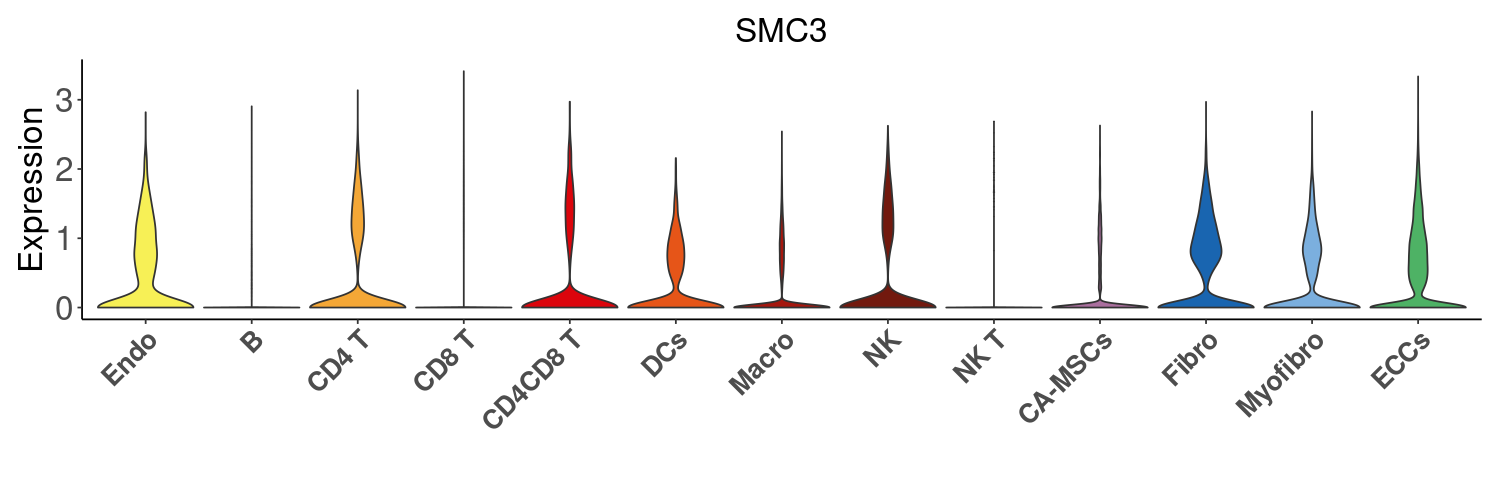 SMC3
Expression
3
2
1
0
Endo
B
CD4 T
CD8 T
CD4CD8 T
DCs
Macro
NK
NK T
CA-MSCs
Fibro
Myofibro
ECCs